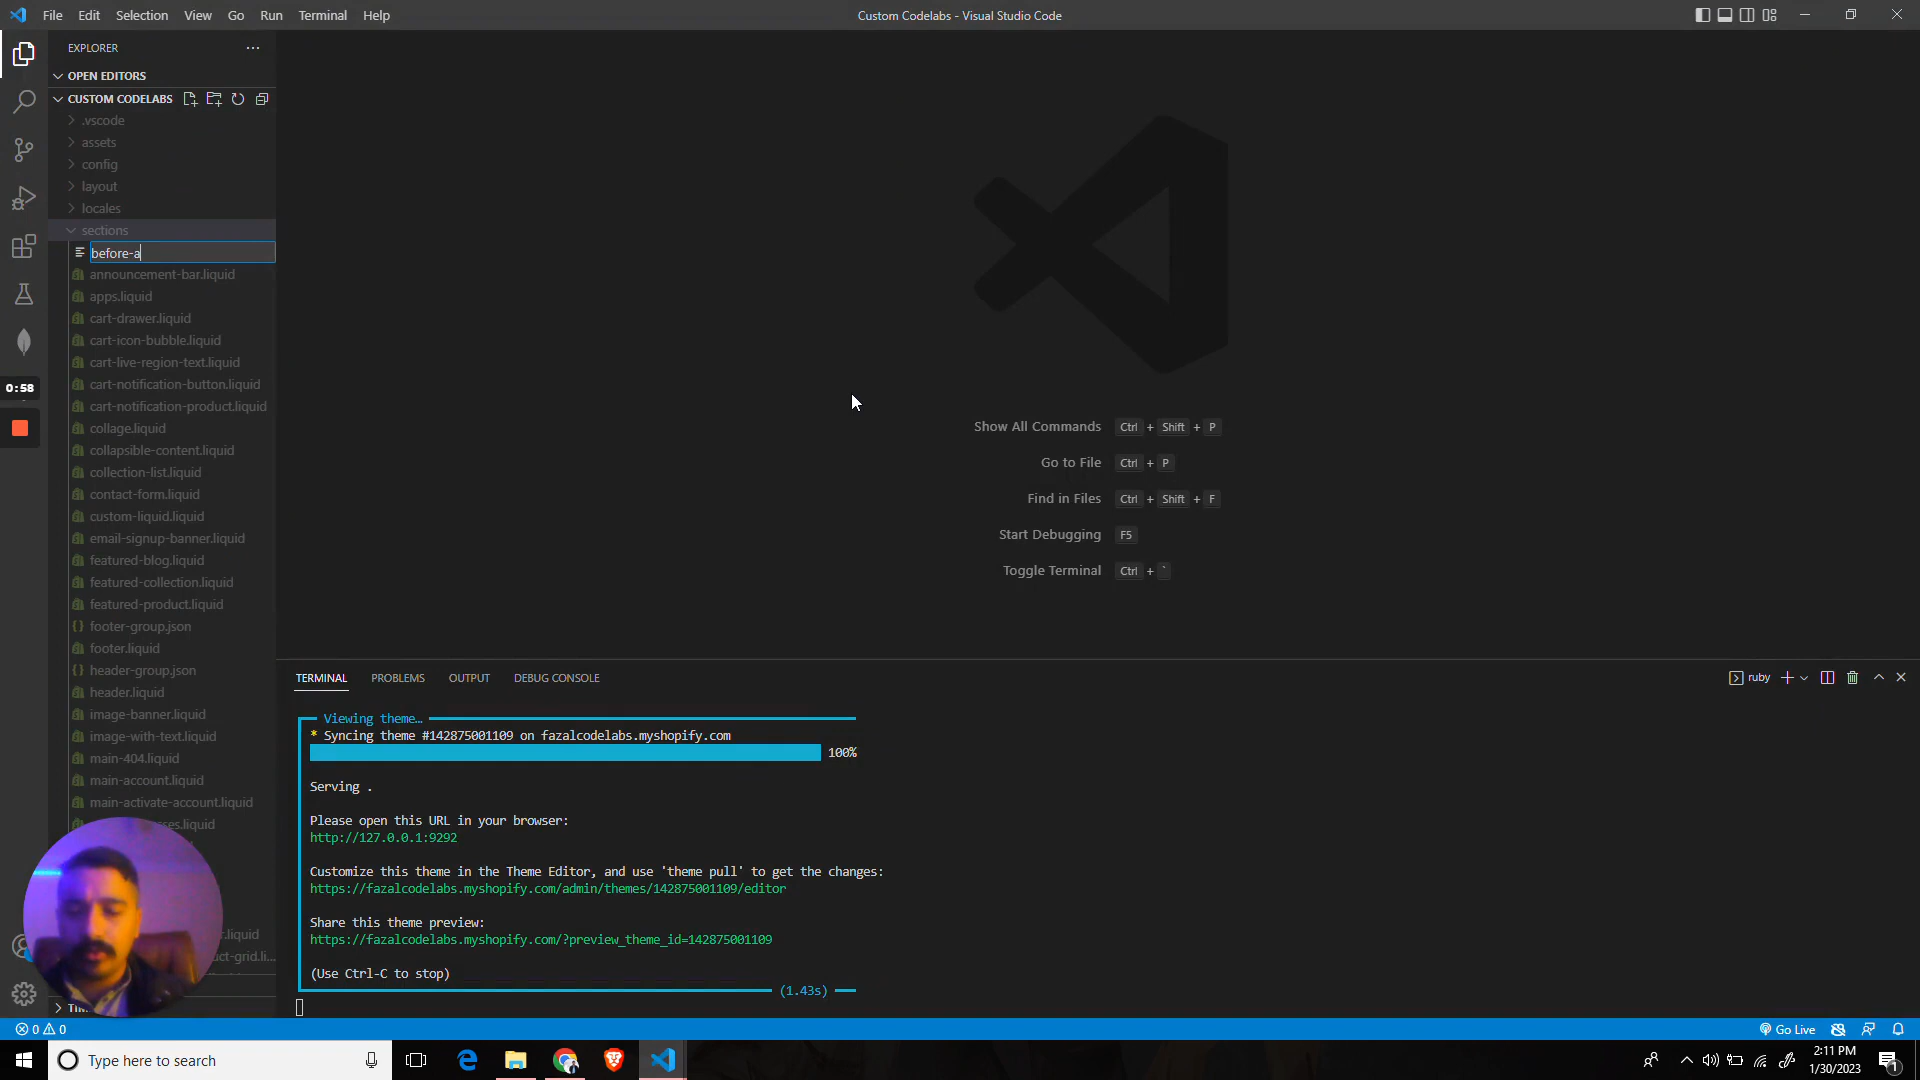 File Edit Selection View Go Run Terminal Help
Custom Codelabs - Visual Studio Code
EXPLORER
OPEN EDITORS
CUSTOM CODELABS
.vscode
assets
config
layout
locales
sections
before-a
announcement-bar.liquid
apps.liquid
cart-drawer.liquid
cart-icon-bubble.liquid
cart-live-region-text.liquid
cart-notification-button.liquid
cart-notification-product.liquid
collage.liquid
collapsible-content.liquid
collection-list.liquid
contact-form.liquid
custom-liquid.liquid
email-signup-banner.liquid
featured-blog.liquid
featured-collection.liquid
featured-product.liquid
footer-group.json
footer.liquid
header-group.json
header.liquid
image-banner.liquid
image-with-text.liquid
main-404.liquid
main-account.liquid
main-activate-account.liquid
0:58
Show All Commands Ctrl + Shift + P
Go to File Ctrl + P
Find in Files Ctrl + Shift + F
Start Debugging F5
Toggle Terminal Ctrl + `
TERMINAL PROBLEMS OUTPUT DEBUG CONSOLE
ruby
Viewing theme…
* Syncing theme #142875001109 on fazalcodelabs.myshopify.com
100%
Serving .
Please open this URL in your browser:
http://127.0.0.1:9292
Customize this theme in the Theme Editor, and use 'theme pull' to get the changes:
https://fazalcodelabs.myshopify.com/admin/themes/142875001109/editor
Share this theme preview:
https://fazalcodelabs.myshopify.com/?preview_theme_id=142875001109
(Use Ctrl-C to stop)
(1.43s)
0 0
Go Live
Type here to search
2:11 PM
1/30/2023
1